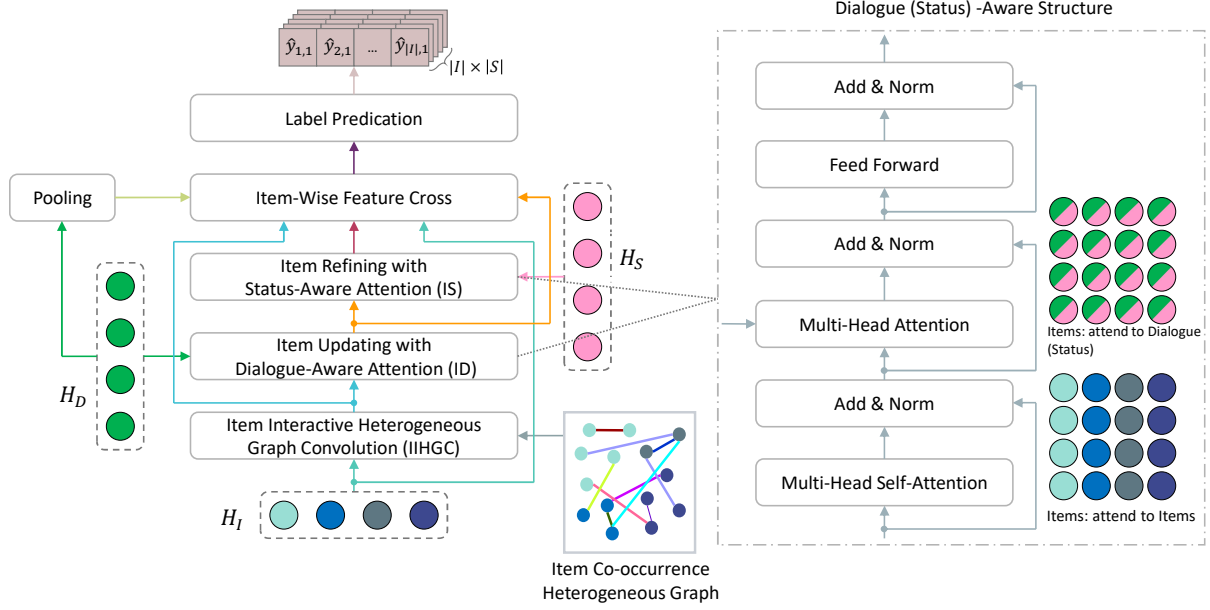 Dialogue (Status) -Aware Structure
ŷ1,1 ŷ2,1 ... ŷ|I|,1
|I| × |S|
Label Predication
Pooling
Item-Wise Feature Cross
Item Refining with
Status-Aware Attention (IS)
H_S
Item Updating with
Dialogue-Aware Attention (ID)
H_D
Item Interactive Heterogeneous
Graph Convolution (IIHGC)
H_I
Item Co-occurrence
Heterogeneous Graph
Add & Norm
Feed Forward
Add & Norm
Multi-Head Attention
Items: attend to Dialogue
(Status)
Add & Norm
Multi-Head Self-Attention
Items: attend to Items